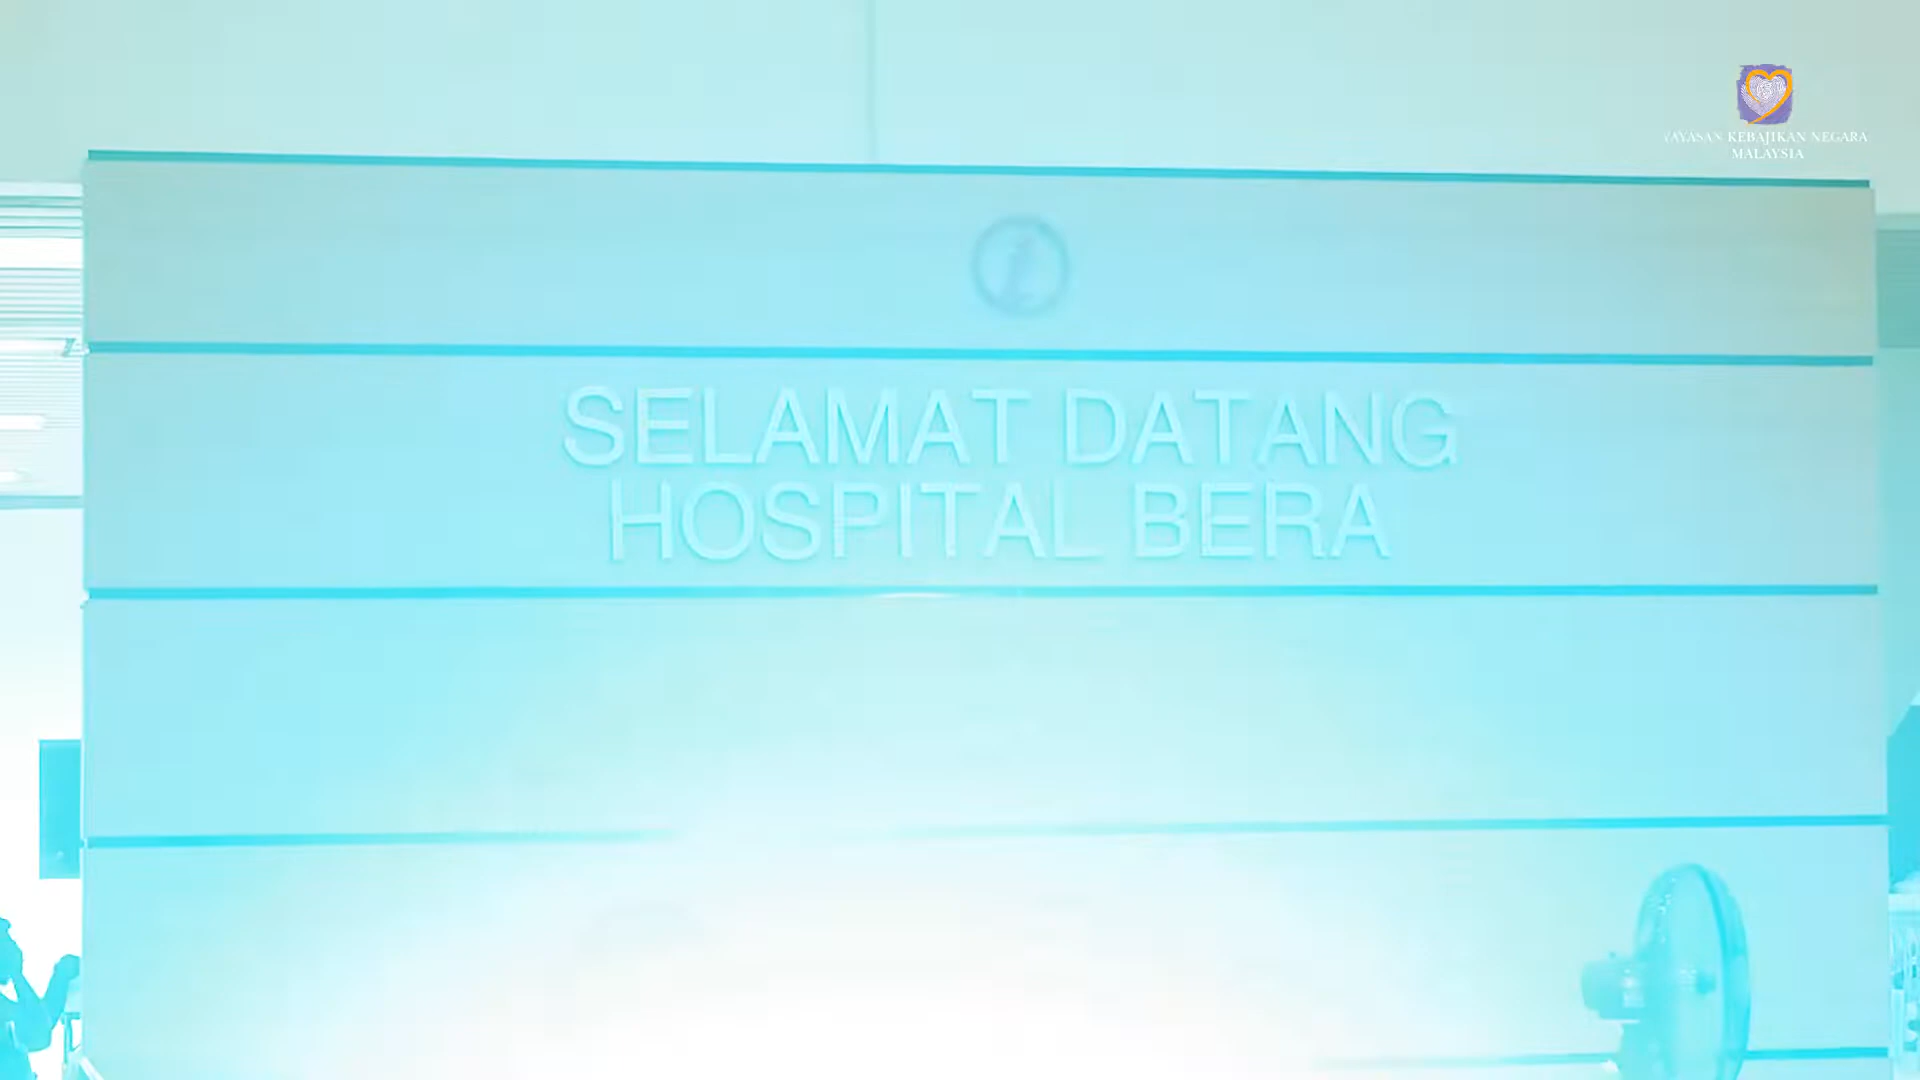 YAYASAN KEBAJIKAN NEGARA
MALAYSIA
i
SELAMAT DATANG
HOSPITAL BERA